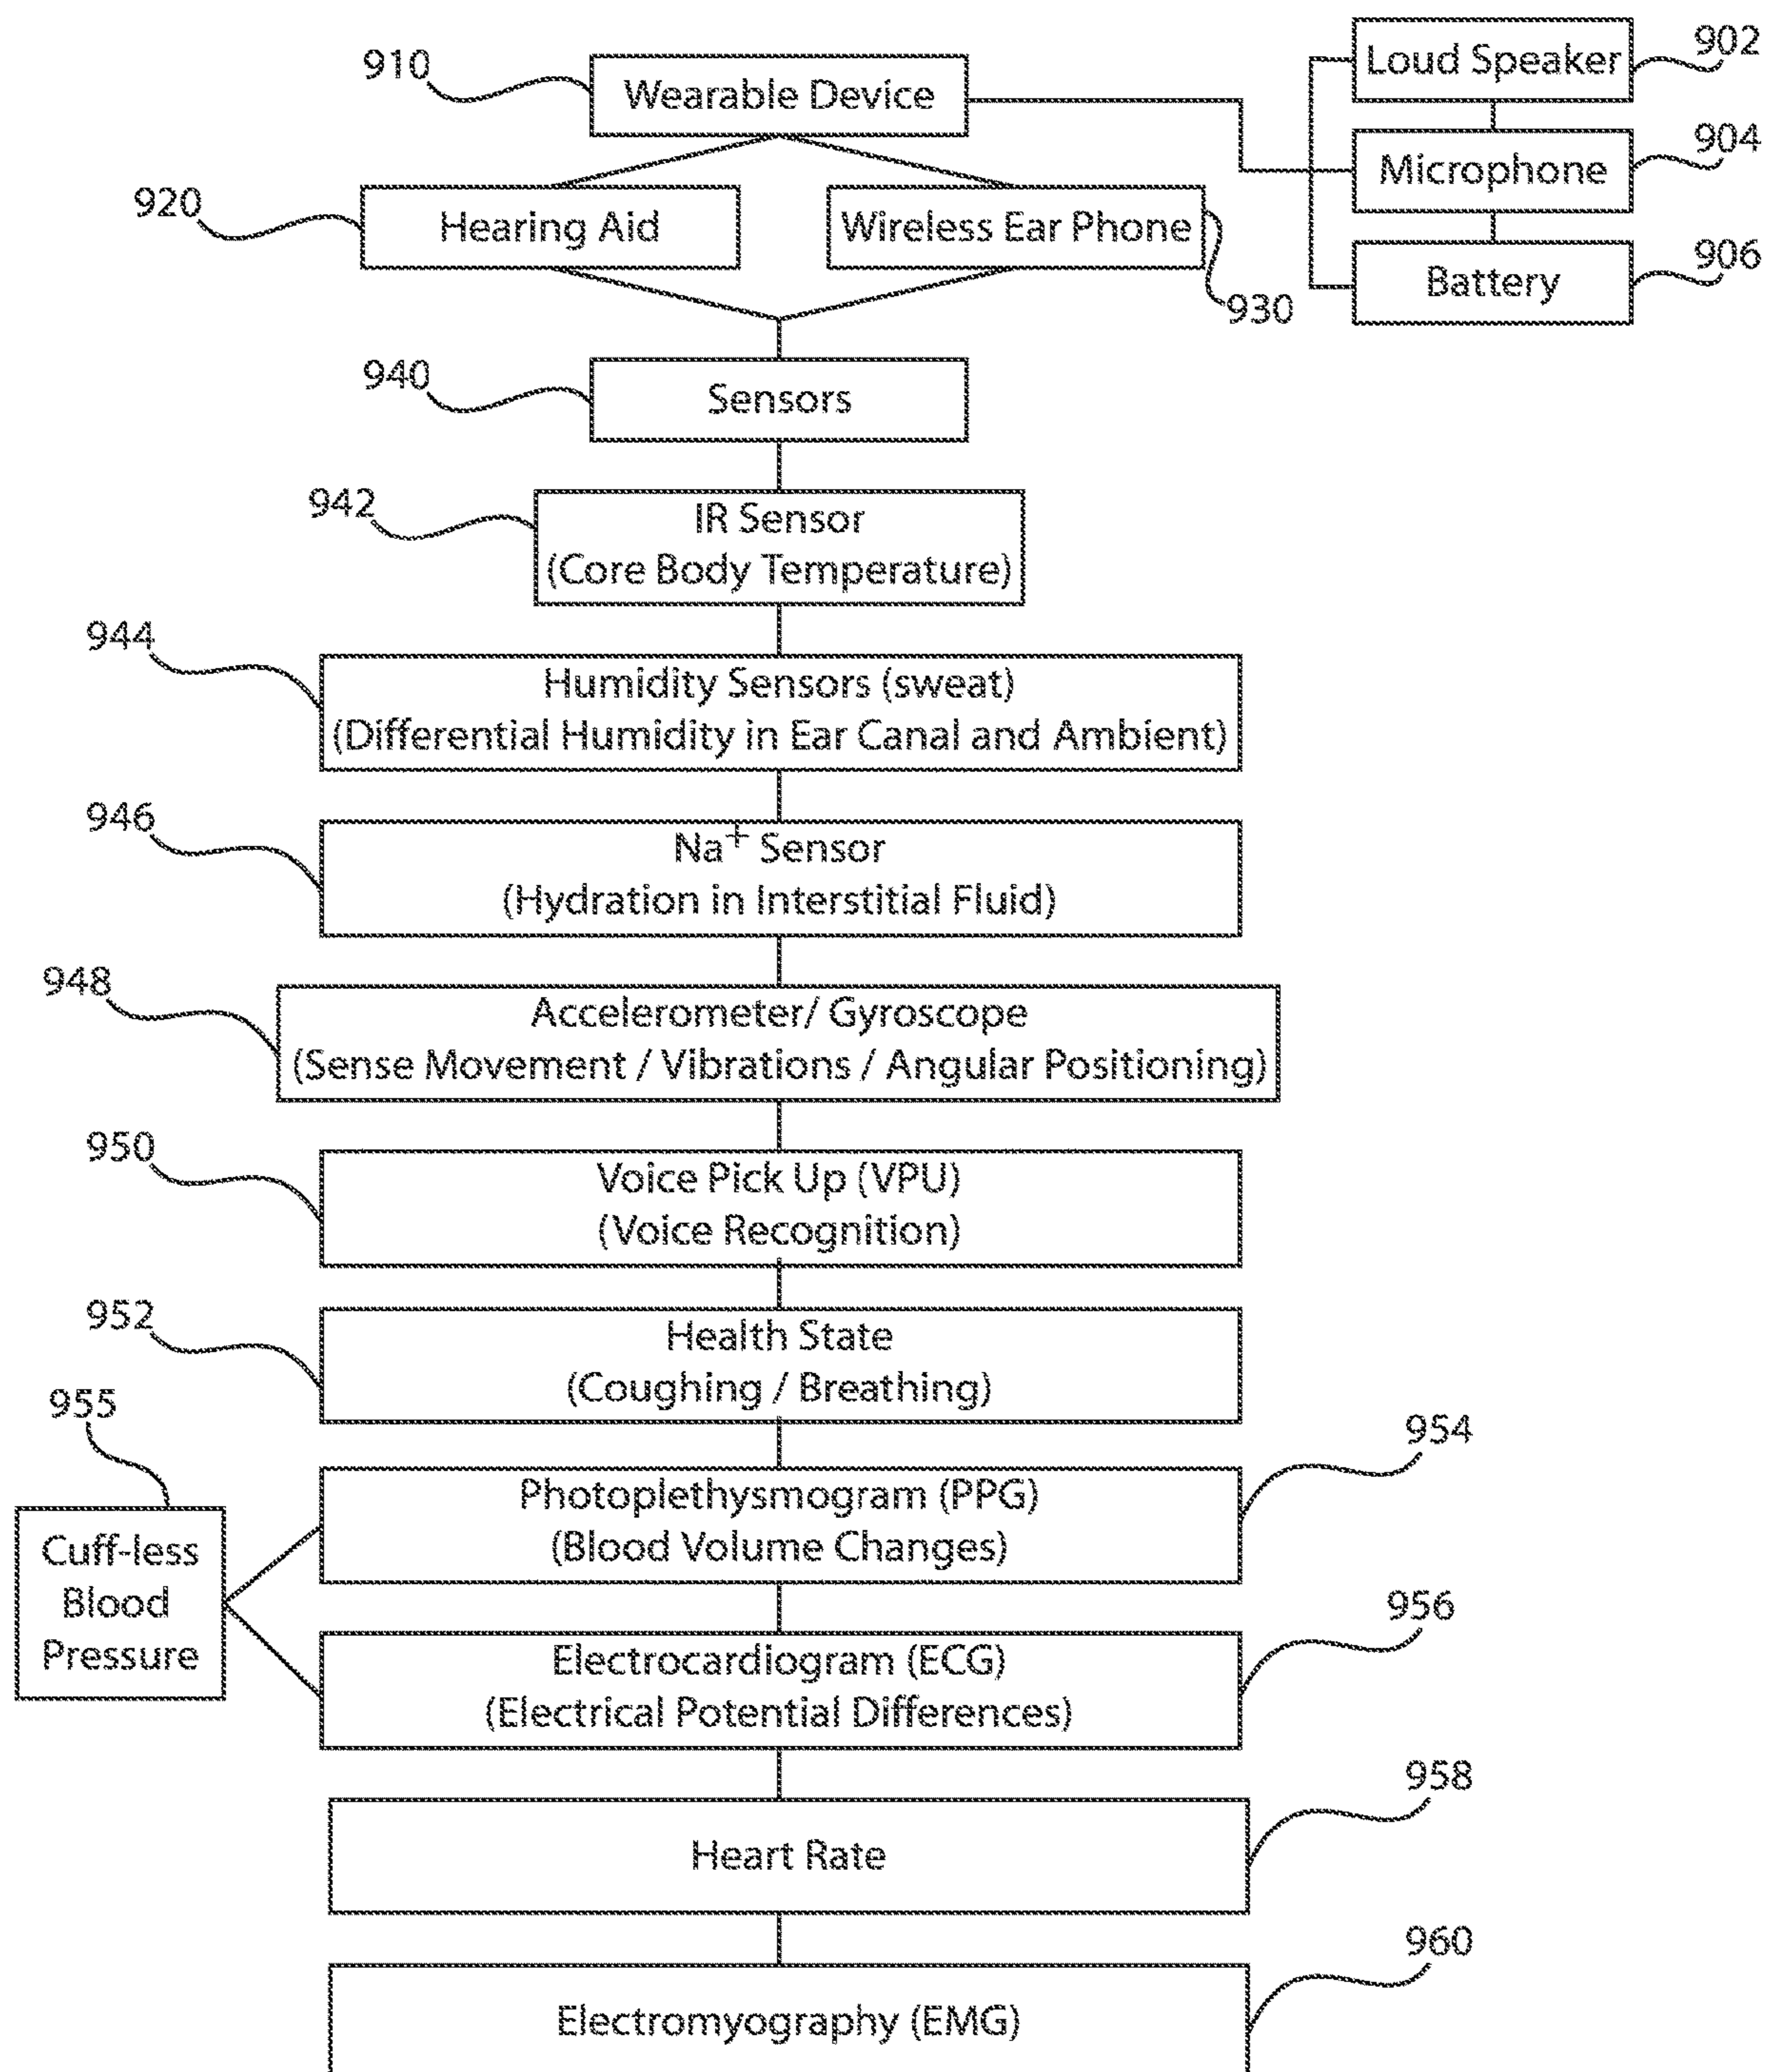 910
Wearable Device
Loud Speaker
902
Microphone
904
Battery
906
920
Hearing Aid
Wireless Ear Phone
930
940
Sensors
942
IR Sensor
(Core Body Temperature)
944
Humidity Sensors (sweat)
(Differential Humidity in Ear Canal and Ambient)
946
Na⁺ Sensor
(Hydration in Interstitial Fluid)
948
Accelerometer/ Gyroscope
(Sense Movement / Vibrations / Angular Positioning)
950
Voice Pick Up (VPU)
(Voice Recognition)
952
Health State
(Coughing / Breathing)
955
Cuff-less
Blood
Pressure
954
Photoplethysmogram (PPG)
(Blood Volume Changes)
956
Electrocardiogram (ECG)
(Electrical Potential Differences)
958
Heart Rate
960
Electromyography (EMG)